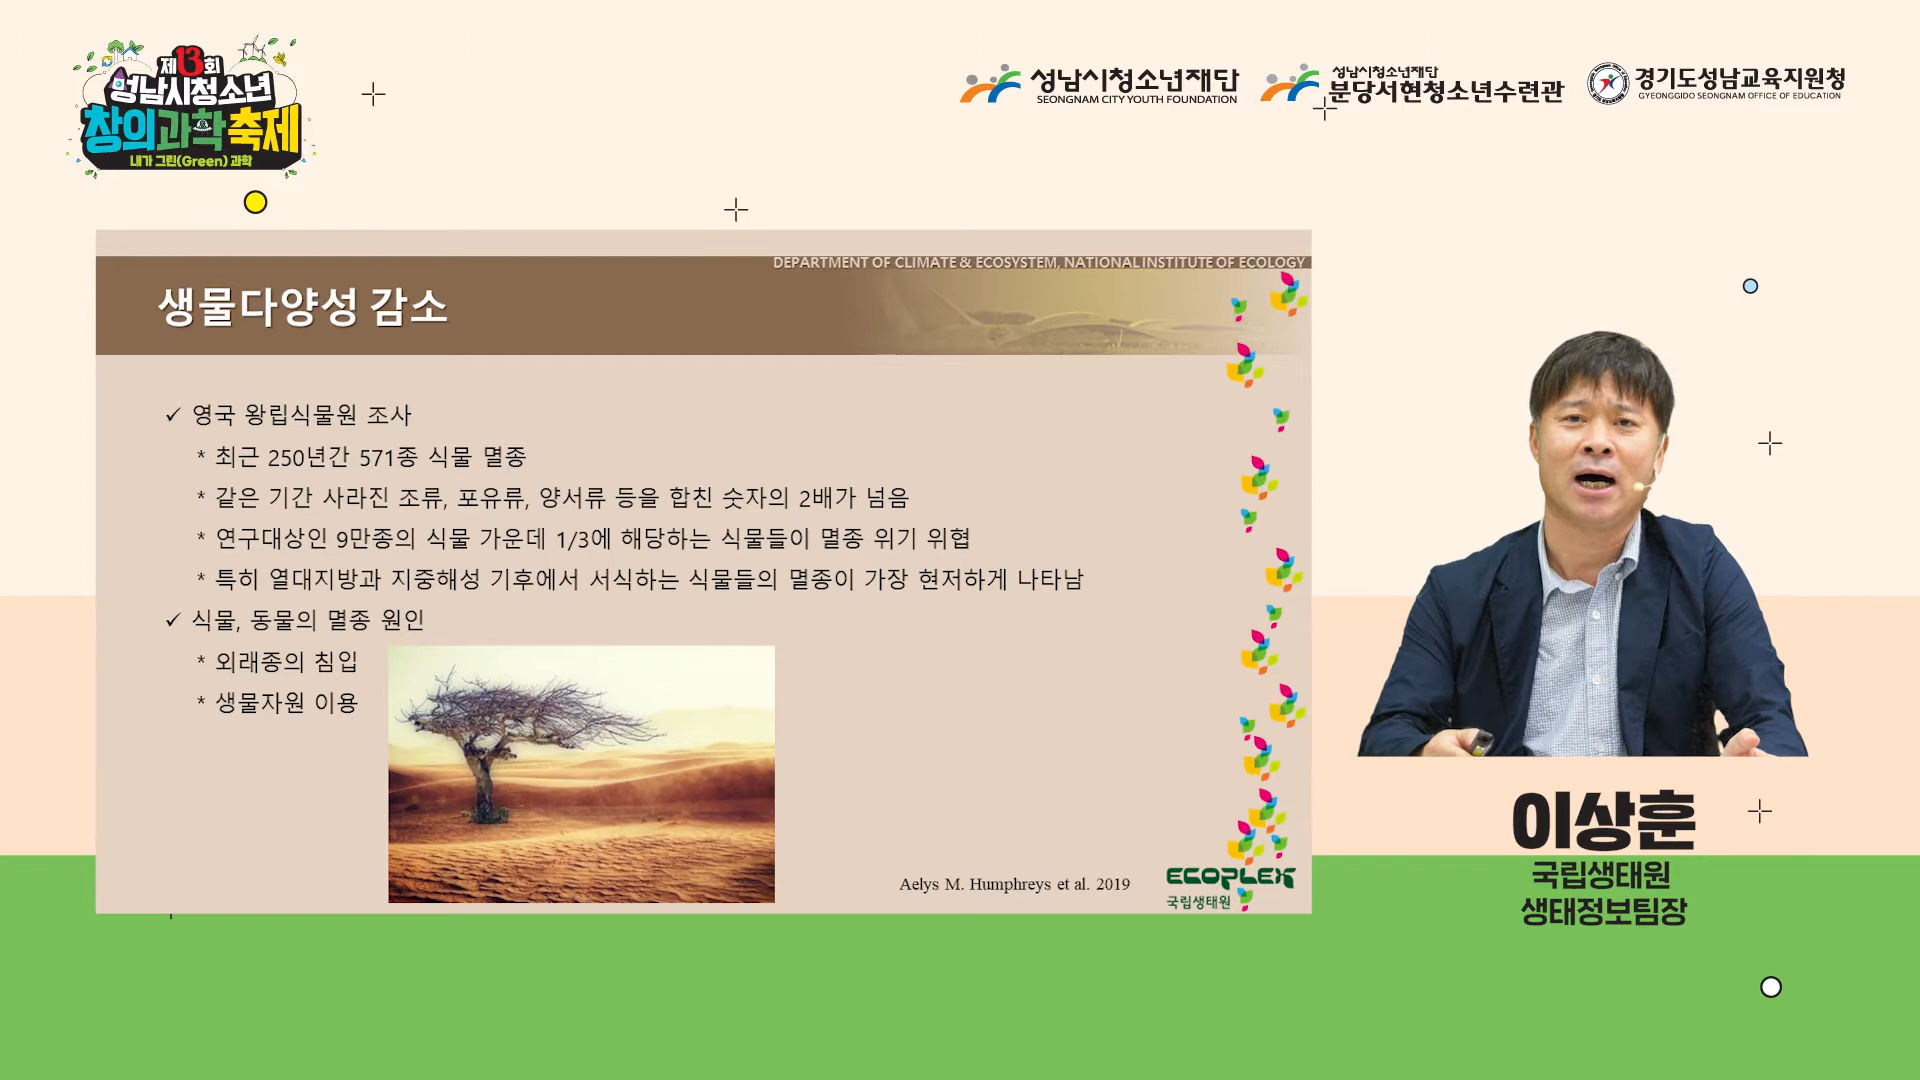 제13회
성남시청소년
창의과학축제
내가 그린(Green) 과학
성남시청소년재단
SEONGNAM CITY YOUTH FOUNDATION
성남시청소년재단
분당서현청소년수련관
경기도성남교육지원청
GYEONGGIDO SEONGNAM OFFICE OF EDUCATION
DEPARTMENT OF CLIMATE & ECOSYSTEM, NATIONAL INSTITUTE OF ECOLOGY
생물다양성 감소
✓ 영국 왕립식물원 조사
* 최근 250년간 571종 식물 멸종
* 같은 기간 사라진 조류, 포유류, 양서류 등을 합친 숫자의 2배가 넘음
* 연구대상인 9만종의 식물 가운데 1/3에 해당하는 식물들이 멸종 위기 위협
* 특히 열대지방과 지중해성 기후에서 서식하는 식물들의 멸종이 가장 현저하게 나타남
✓ 식물, 동물의 멸종 원인
* 외래종의 침입
* 생물자원 이용
Aelys M. Humphreys et al. 2019
ECOPLEX
국립생태원
이상훈
국립생태원
생태정보팀장